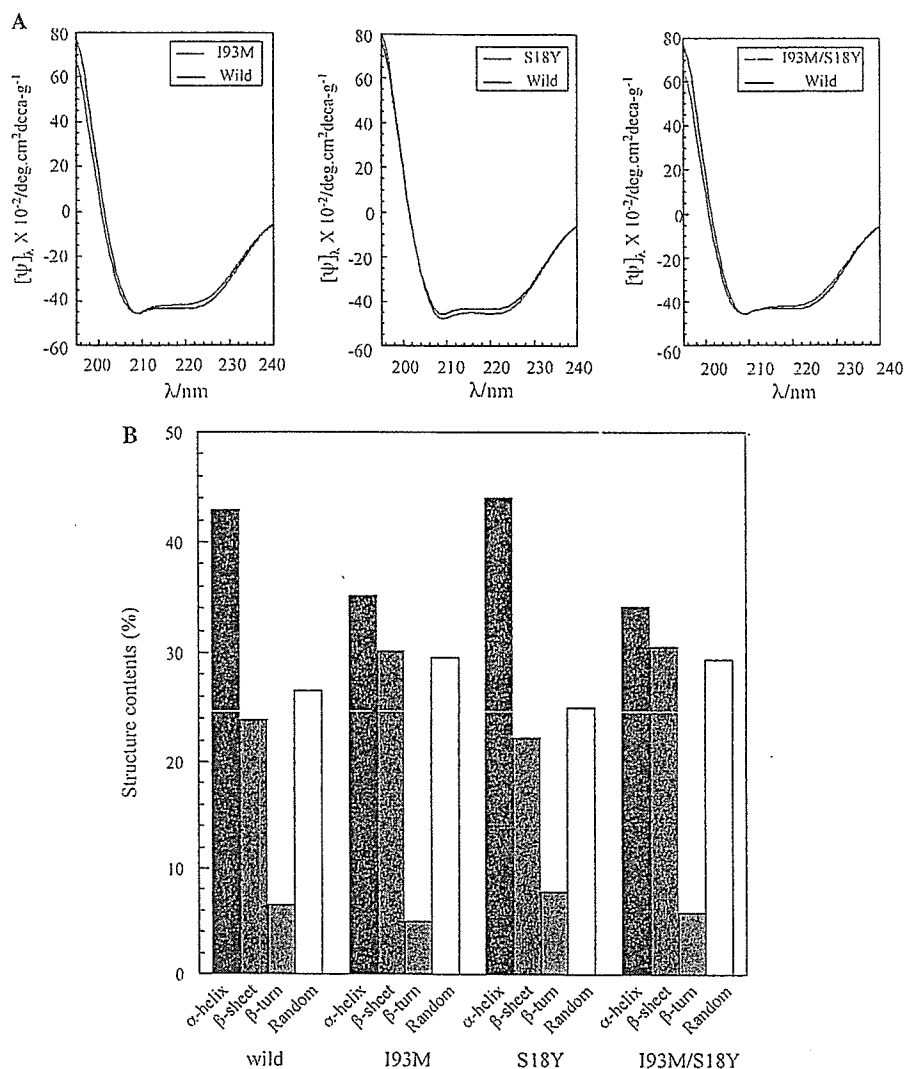 A
80
60
40
20
0
-20
-40
-60
[ψ]λ X 10⁻²/deg.cm²deca-g⁻¹
I93M
Wild
200 210 220 230 240
λ/nm
80
60
40
20
0
-20
-40
-60
[ψ]λ X 10⁻²/deg.cm²deca-g⁻¹
S18Y
Wild
200 210 220 230 240
λ/nm
80
60
40
20
0
-20
-40
-60
[ψ]λ X 10⁻²/deg.cm²deca-g⁻¹
I93M/S18Y
Wild
200 210 220 230 240
λ/nm
B
50
40
30
20
10
0
Structure contents (%)
α-helix β-sheet β-turn Random α-helix β-sheet β-turn Random α-helix β-sheet β-turn Random α-helix β-sheet β-turn Random
wild I93M S18Y I93M/S18Y